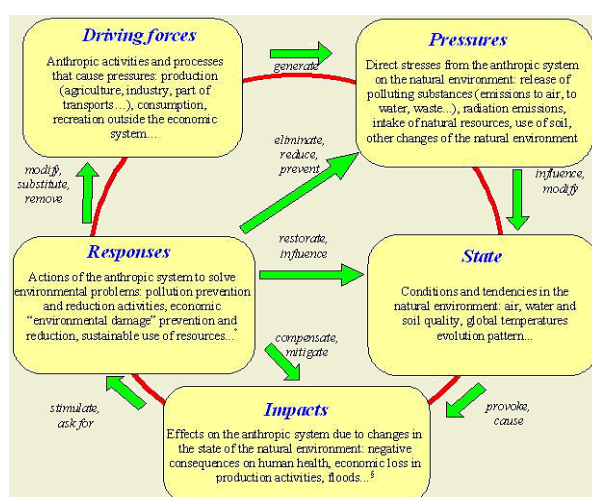 Driving forces
Anthropic activities and processes
that cause pressures: production
(agriculture, industry, part of
transports…), consumption,
recreation outside the economic
system…
generate
Pressures
Direct stresses from the anthropic system
on the natural environment: release of
polluting substances (emissions to air, to
water, waste...), radiation emissions,
intake of natural resources, use of soil,
other changes of the natural environment
modify,
substitute,
remove
eliminate,
reduce,
prevent
influence,
modify
Responses
Actions of the anthropic system to solve
environmental problems: pollution prevention
and reduction activities, economic
“environmental damage” prevention and
reduction, sustainable use of resources...°
restorate,
influence
State
Conditions and tendencies in the
natural environment: air, water and
soil quality, global temperatures
evolution pattern...
compensate,
mitigate
stimulate,
ask for
Impacts
Effects on the anthropic system due to changes in
the state of the natural environment: negative
consequences on human health, economic loss in
production activities, floods...§
provoke,
cause